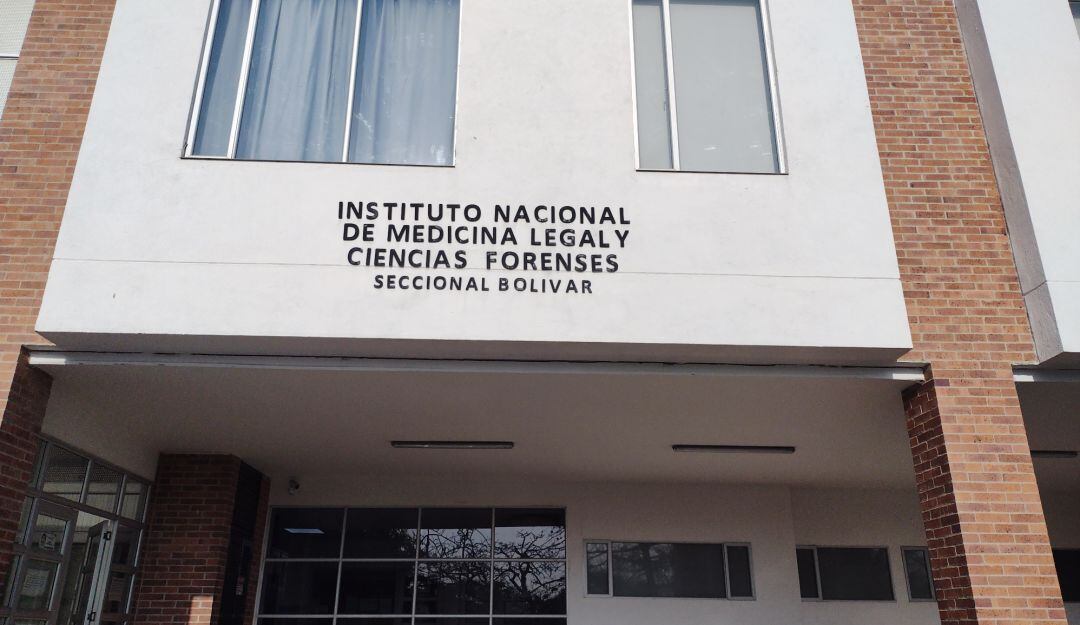 INSTITUTO NACIONAL
DE MEDICINA LEGAL Y
CIENCIAS FORENSES
SECCIONAL BOLIVAR